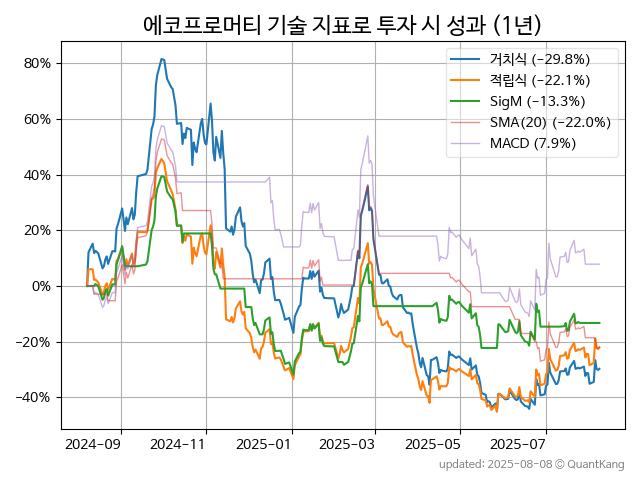 에코프로머티 기술 지표로 투자 시 성과 (1년)
거치식 (−29.8%)
적립식 (−22.1%)
SigM (−13.3%)
SMA(20) (−22.0%)
MACD (7.9%)
80%
60%
40%
20%
0%
−20%
−40%
2024-09
2024-11
2025-01
2025-03
2025-05
2025-07
updated: 2025-08-08 © QuantKang